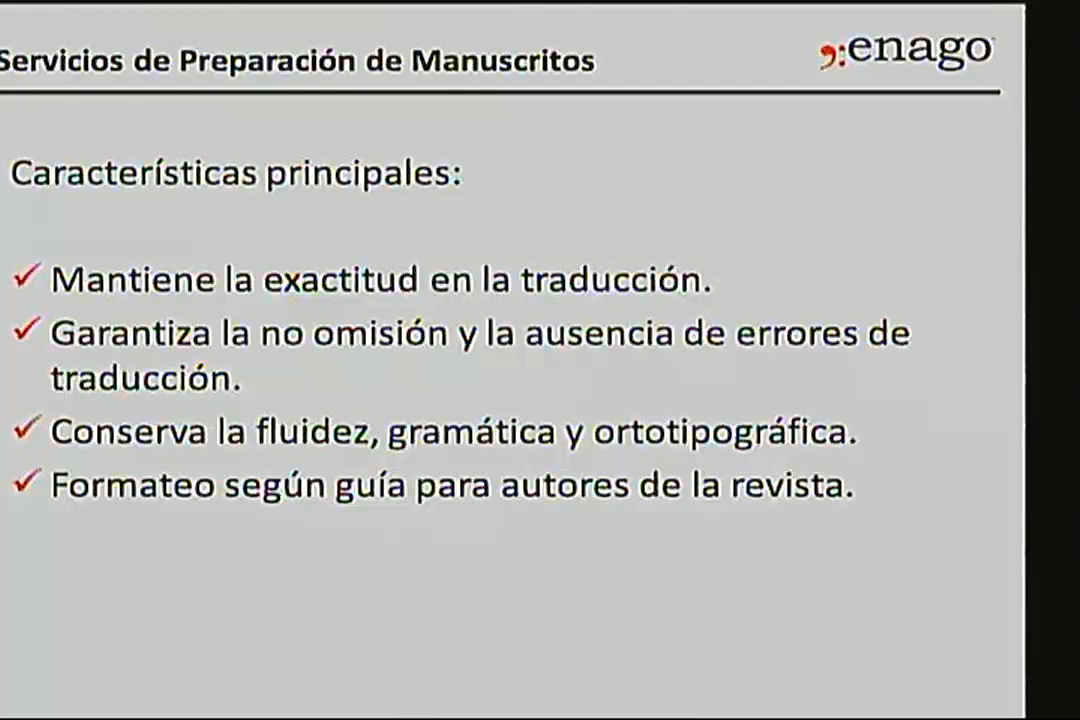 Servicios de Preparación de Manuscritos
enago
Características principales:
✓ Mantiene la exactitud en la traducción.
✓ Garantiza la no omisión y la ausencia de errores de
traducción.
✓ Conserva la fluidez, gramática y ortotipográfica.
✓ Formateo según guía para autores de la revista.